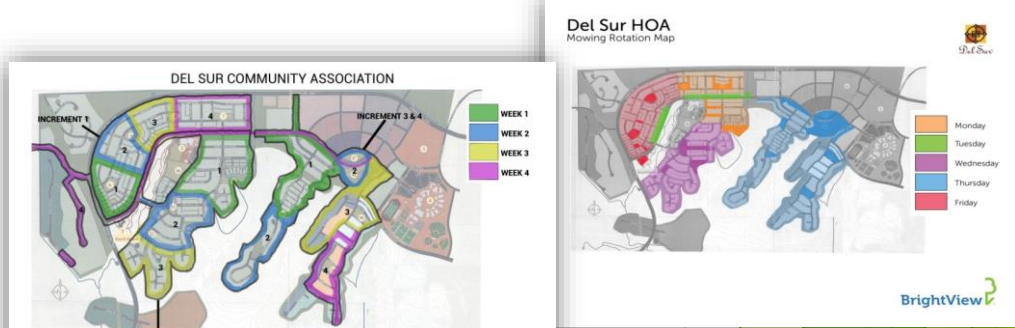 DEL SUR COMMUNITY ASSOCIATION
INCREMENT 1
INCREMENT 3 & 4
1
2
3
4
1
2
3
1
2
2
3
4
WEEK 1
WEEK 2
WEEK 3
WEEK 4
Del Sur HOA
Mowing Rotation Map
Del Sur
Monday
Tuesday
Wednesday
Thursday
Friday
BrightView